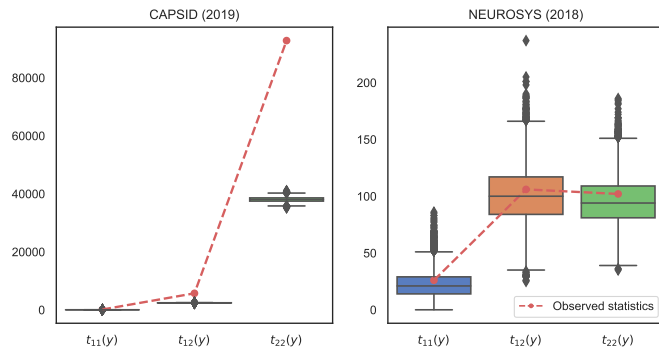 CAPSID (2019)
80000
60000
40000
20000
0
t₁₁(y) t₁₂(y) t₂₂(y)
NEUROSYS (2018)
200
150
100
50
0
Observed statistics
t₁₁(y) t₁₂(y) t₂₂(y)